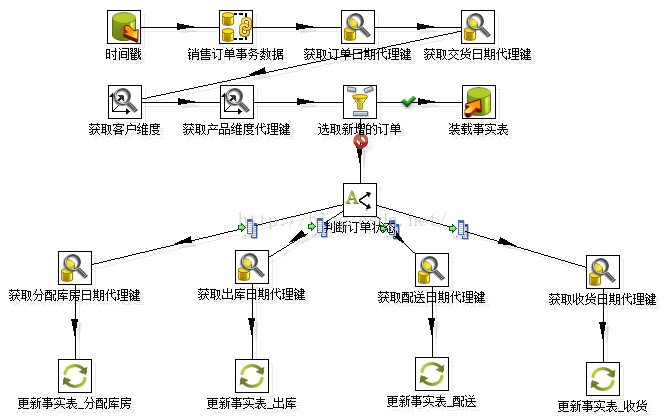 时间戳
销售订单事务数据
获取订单日期代理键
获取交货日期代理键
获取客户维度
获取产品维度代理键
选取新增的订单
装载事实表
判断订单状态
获取分配库房日期代理键
获取出库日期代理键
获取配送日期代理键
获取收货日期代理键
更新事实表_分配库房
更新事实表_出库
更新事实表_配送
更新事实表_收货